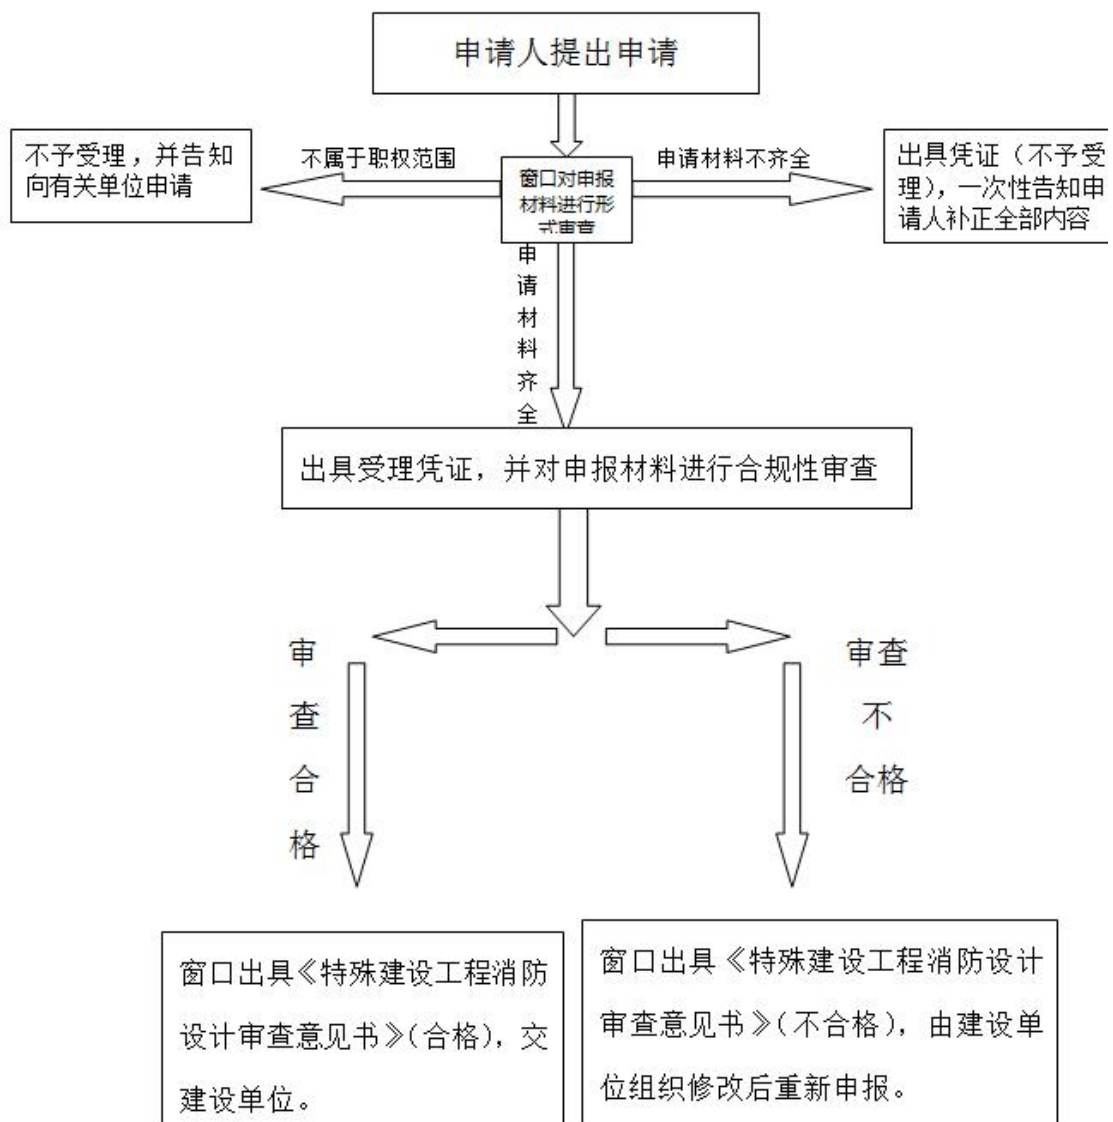 申请人提出申请
不予受理，并告知
向有关单位申请
不属于职权范围
窗口对申报
材料进行形
式审查
申请材料不齐全
出具凭证（不予受
理），一次性告知申
请人补正全部内容
申
请
材
料
齐
全
出具受理凭证，并对申报材料进行合规性审查
审
查
合
格
审查
不
合格
窗口出具《特殊建设工程消防
设计审查意见书》（合格），交
建设单位。
窗口出具《特殊建设工程消防设计
审查意见书》（不合格），由建设单
位组织修改后重新申报。